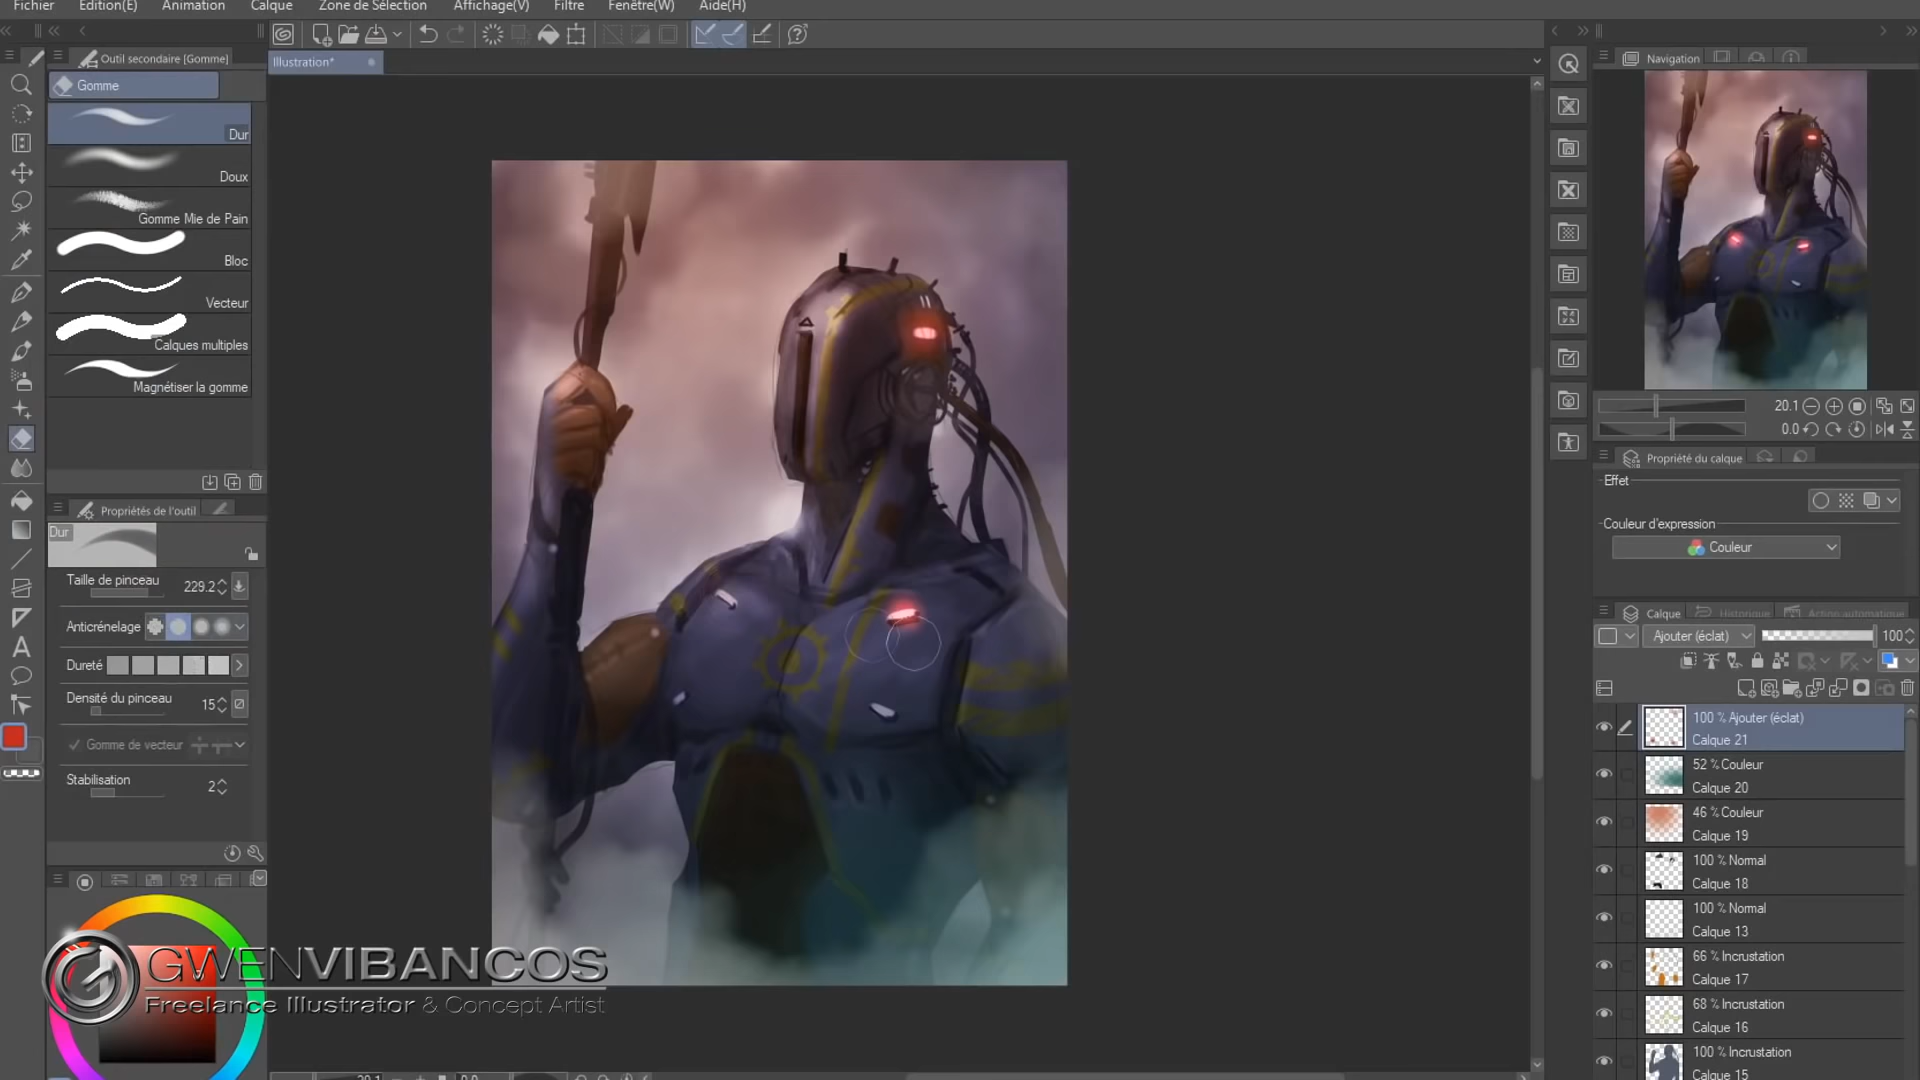 Fichier Edition(E) Animation Calque Zone de Sélection Affichage(V) Filtre Fenêtre(W) Aide(H)
Outil secondaire [Gomme]
Gomme
Dur
Doux
Gomme Mie de Pain
Bloc
Vecteur
Calques multiples
Magnétiser la gomme
Propriétés de l'outil
Dur
Taille de pinceau 229.2
Anticrénelage
Dureté
Densité du pinceau 15
Gomme de vecteur
Stabilisation 2
Illustration*
GWENVIBANCOS
Freelance Illustrator & Concept Artist
Navigation
20.1
0.0
Propriété du calque
Effet
Couleur d'expression
Couleur
Calque Historique Action automatique
Ajouter (éclat) 100
100 % Ajouter (éclat)
Calque 21
52 % Couleur
Calque 20
46 % Couleur
Calque 19
100 % Normal
Calque 18
100 % Normal
Calque 13
66 % Incrustation
Calque 17
68 % Incrustation
Calque 16
100 % Incrustation
Calque 15